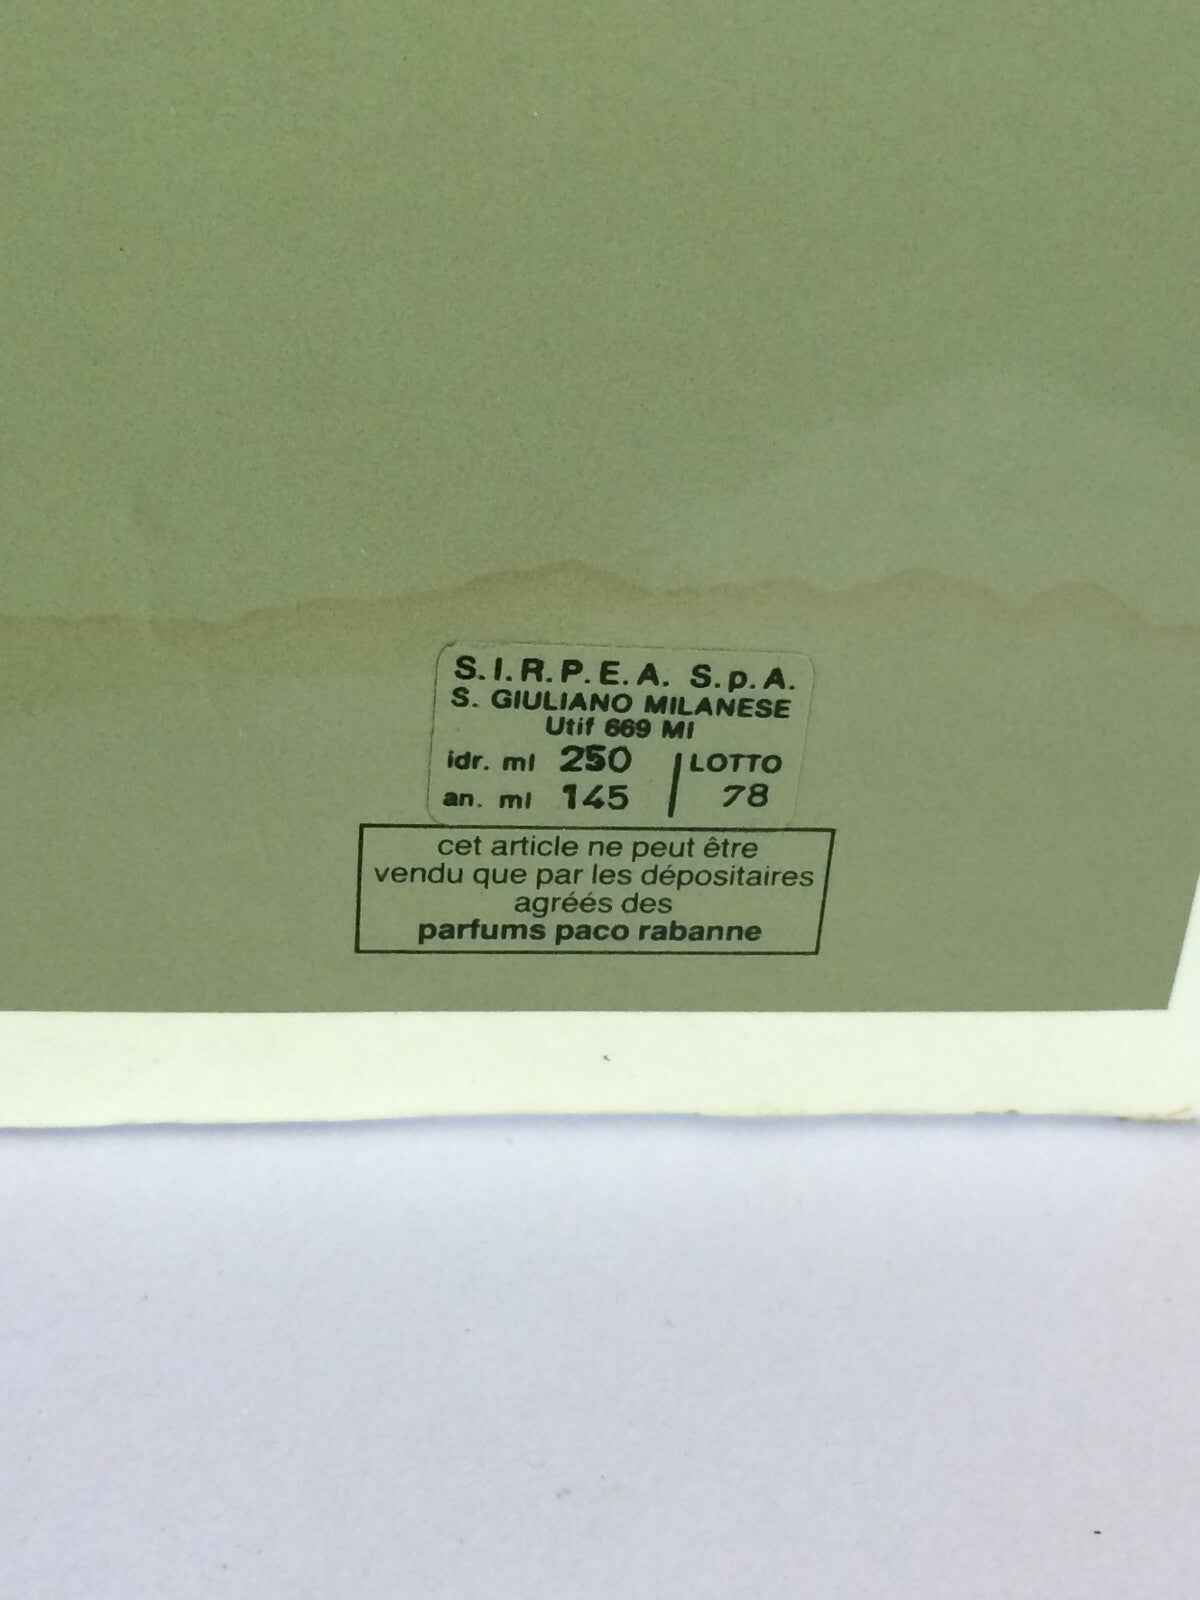 S.I.R.P.E.A. S.p.A.
S. GIULIANO MILANESE
Utif 669 MI
idr. ml 250 | LOTTO
an. ml 145 | 78
cet article ne peut être
vendu que par les dépositaires
agréés des
parfums paco rabanne